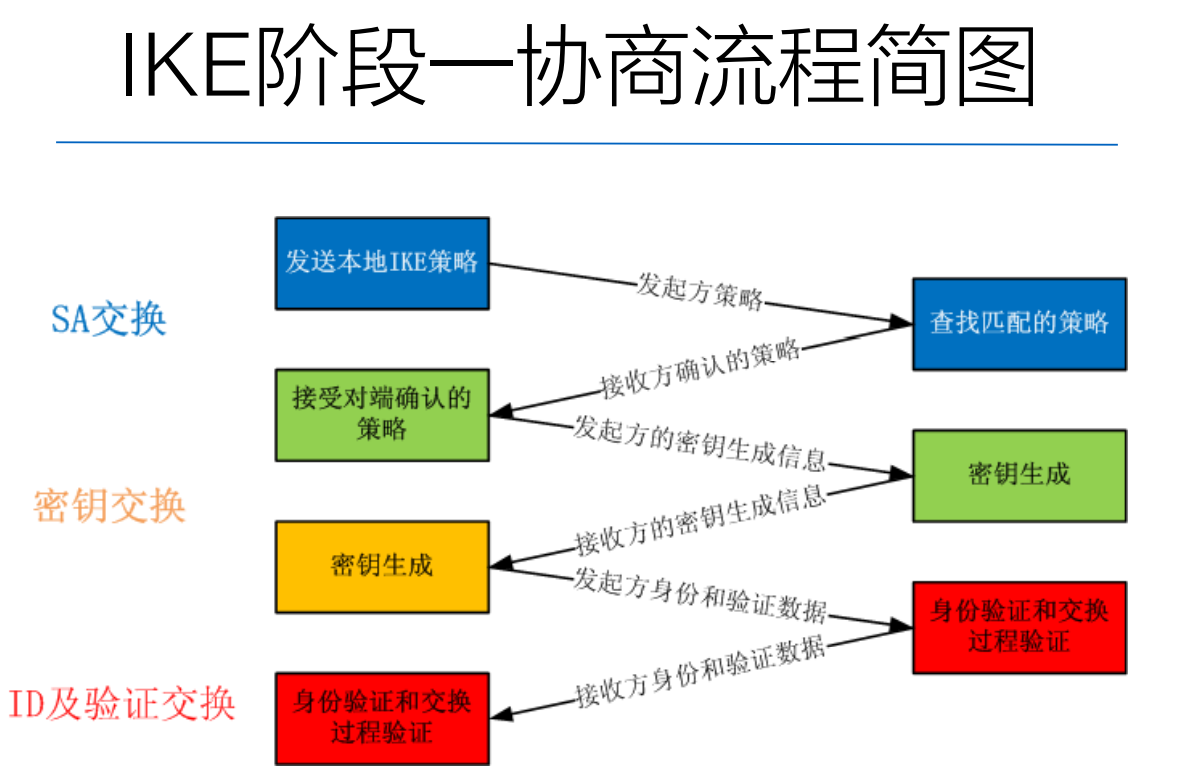 IKE阶段一协商流程简图
发送本地IKE策略
发起方策略
SA交换
查找匹配的策略
接收方确认的策略
接受对端确认的
策略
发起方的密钥生成信息
密钥生成
密钥交换
接收方的密钥生成信息
密钥生成
发起方身份和验证数据
身份验证和交换
过程验证
接收方身份和验证数据
ID及验证交换
身份验证和交换
过程验证